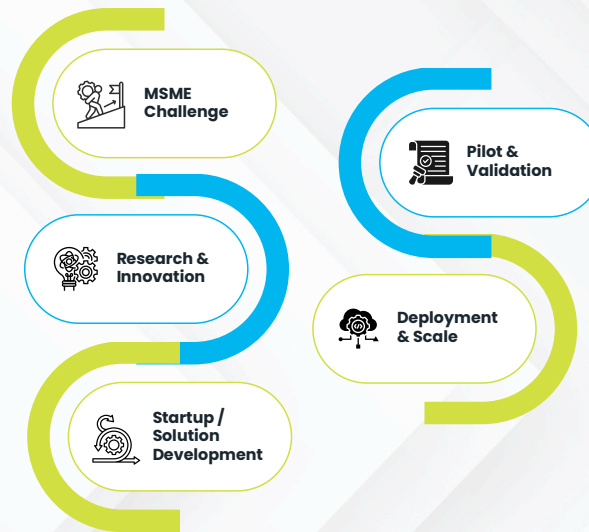 MSME
Challenge
Research &
Innovation
Startup /
Solution
Development
Pilot &
Validation
Deployment
& Scale